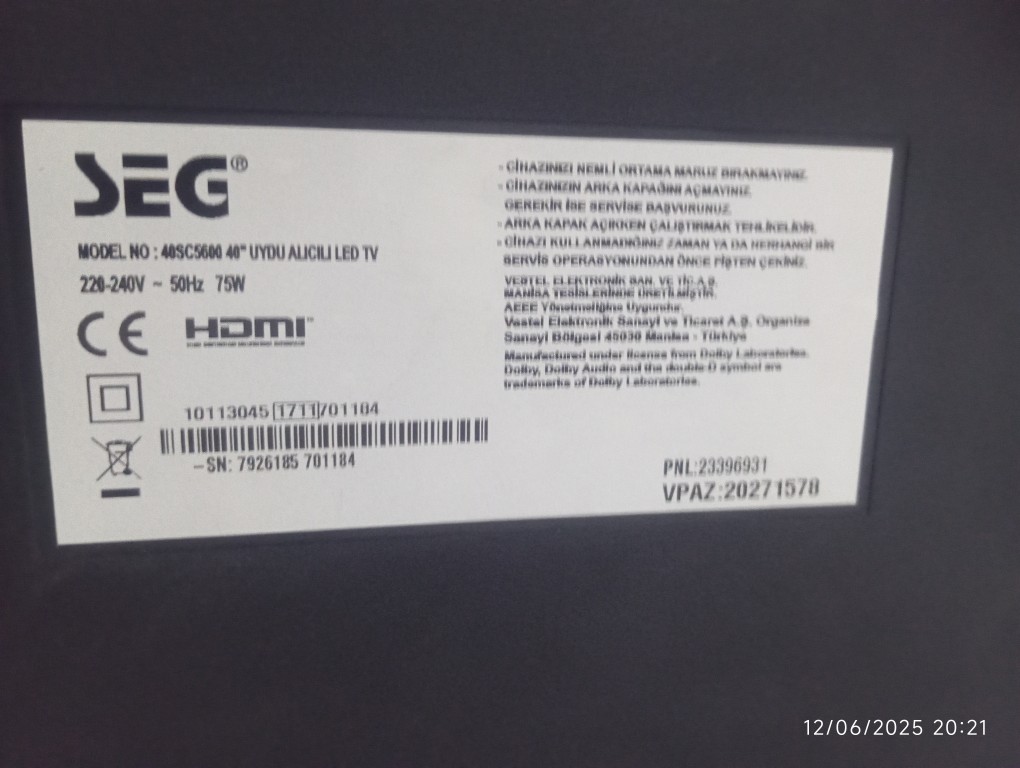 SEG®
MODEL NO : 40SC5600 40" UYDU ALICILI LED TV
220-240V ~ 50Hz 75W
CE HDMI™
10113045 1711 701184
-SN: 7926185 701184
- CİHAZINIZI NEMLİ ORTAMA MARUZ BIRAKMAYINIZ.
- CİHAZINIZIN ARKA KAPAĞINI AÇMAYINIZ.
GEREKİR İSE SERVİSE BAŞVURUNUZ.
- ARKA KAPAK AÇIKKEN ÇALIŞTIRMAK TEHLİKELİDİR.
- CİHAZI KULLANMADIĞINIZ ZAMAN YA DA HERHANGİ BİR
SERVİS OPERASYONUNDAN ÖNCE FİŞTEN ÇEKİNİZ.
VESTEL ELEKTRONİK SAN. VE TİC.A.Ş.
MANİSA TESİSLERİNDE ÜRETİLMİŞTİR.
AEEE Yönetmeliğine Uygundur.
Vestel Elektronik Sanayi ve Ticaret A.Ş. Organize
Sanayi Bölgesi 45030 Manisa - Türkiye
Manufactured under license from Dolby Laboratories.
Dolby, Dolby Audio and the double-D symbol are
trademarks of Dolby Laboratories.
PNL:23396931
VPAZ:20271578
12/06/2025 20:21